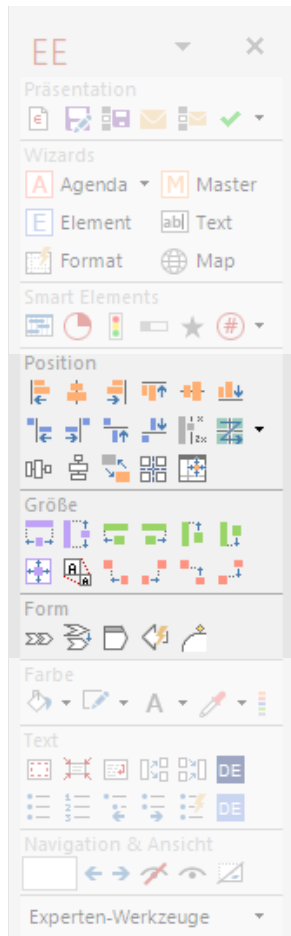 EE
Präsentation
Wizards
A Agenda M Master
E Element ab| Text
Format Map
Smart Elements
#
Position
Größe
A A
Form
Farbe
A
Text
DE
DE
Navigation & Ansicht
Experten-Werkzeuge